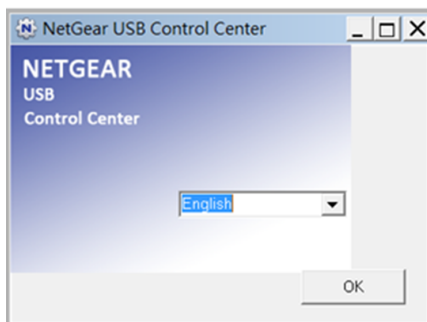 NetGear USB Control Center
NETGEAR
USB
Control Center
English
OK